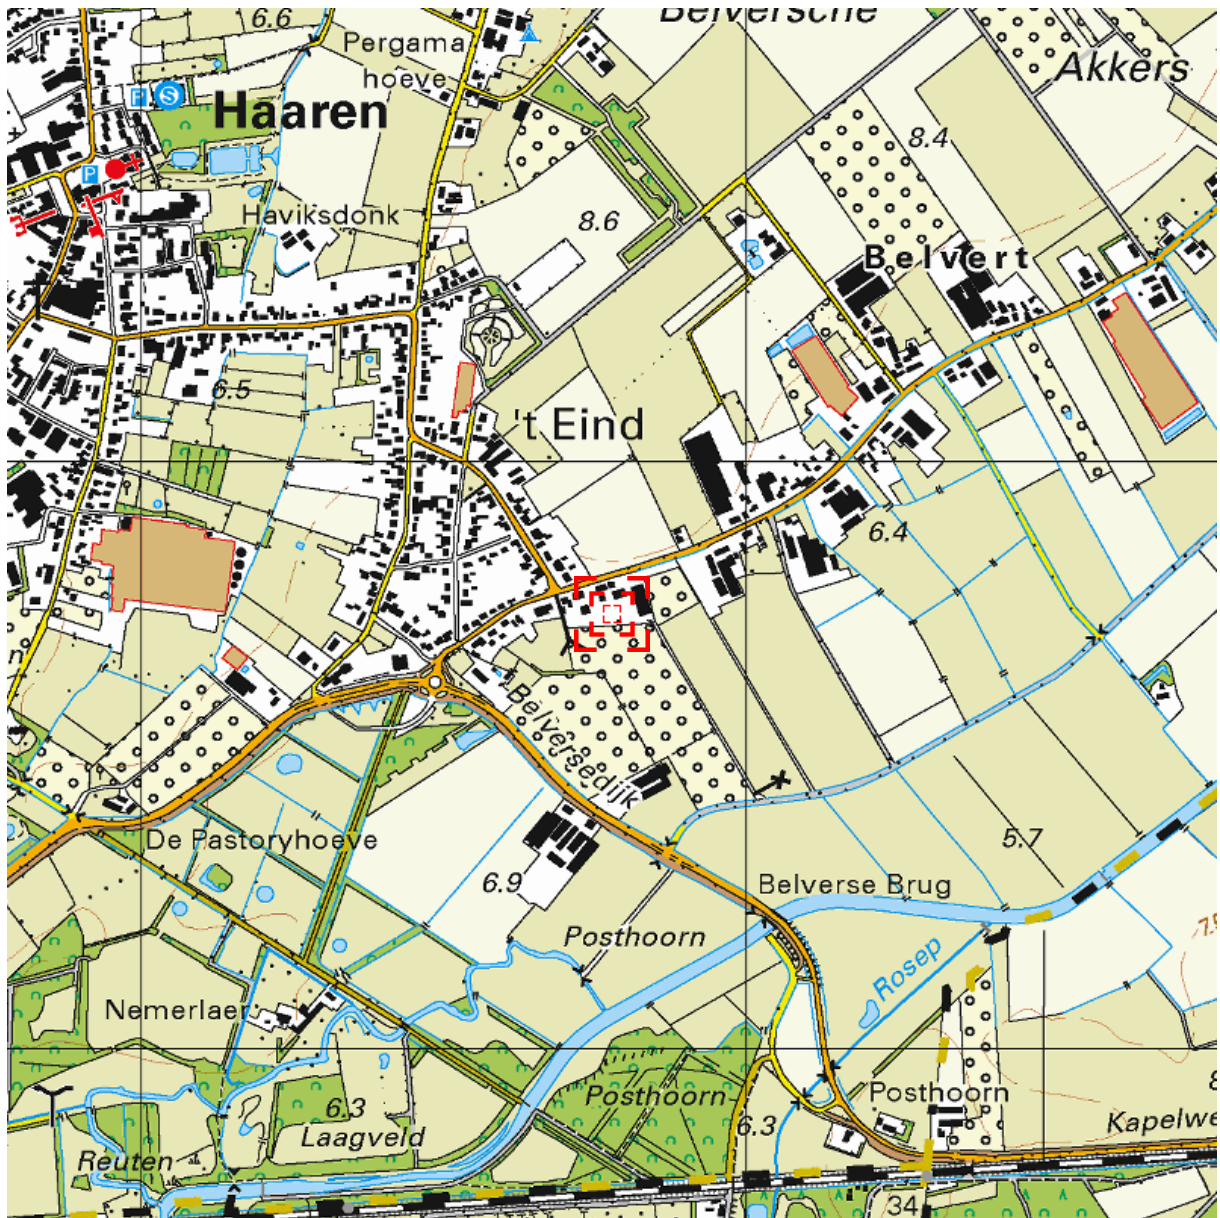 6.6
Belversche
Pergama
hoeve
Akkers
P
S
Haaren
8.4
P
Haviksdonk
8.6
Belvert
6.5
't Eind
6.4
Belversedijk
De Pastoryhoeve
5.7
6.9
Belverse Brug
Posthoorn
Rosep
Nemerlaer
Posthoorn
Posthoorn
6.3
Laagveld
6.3
Kapelwe
Reuten
34